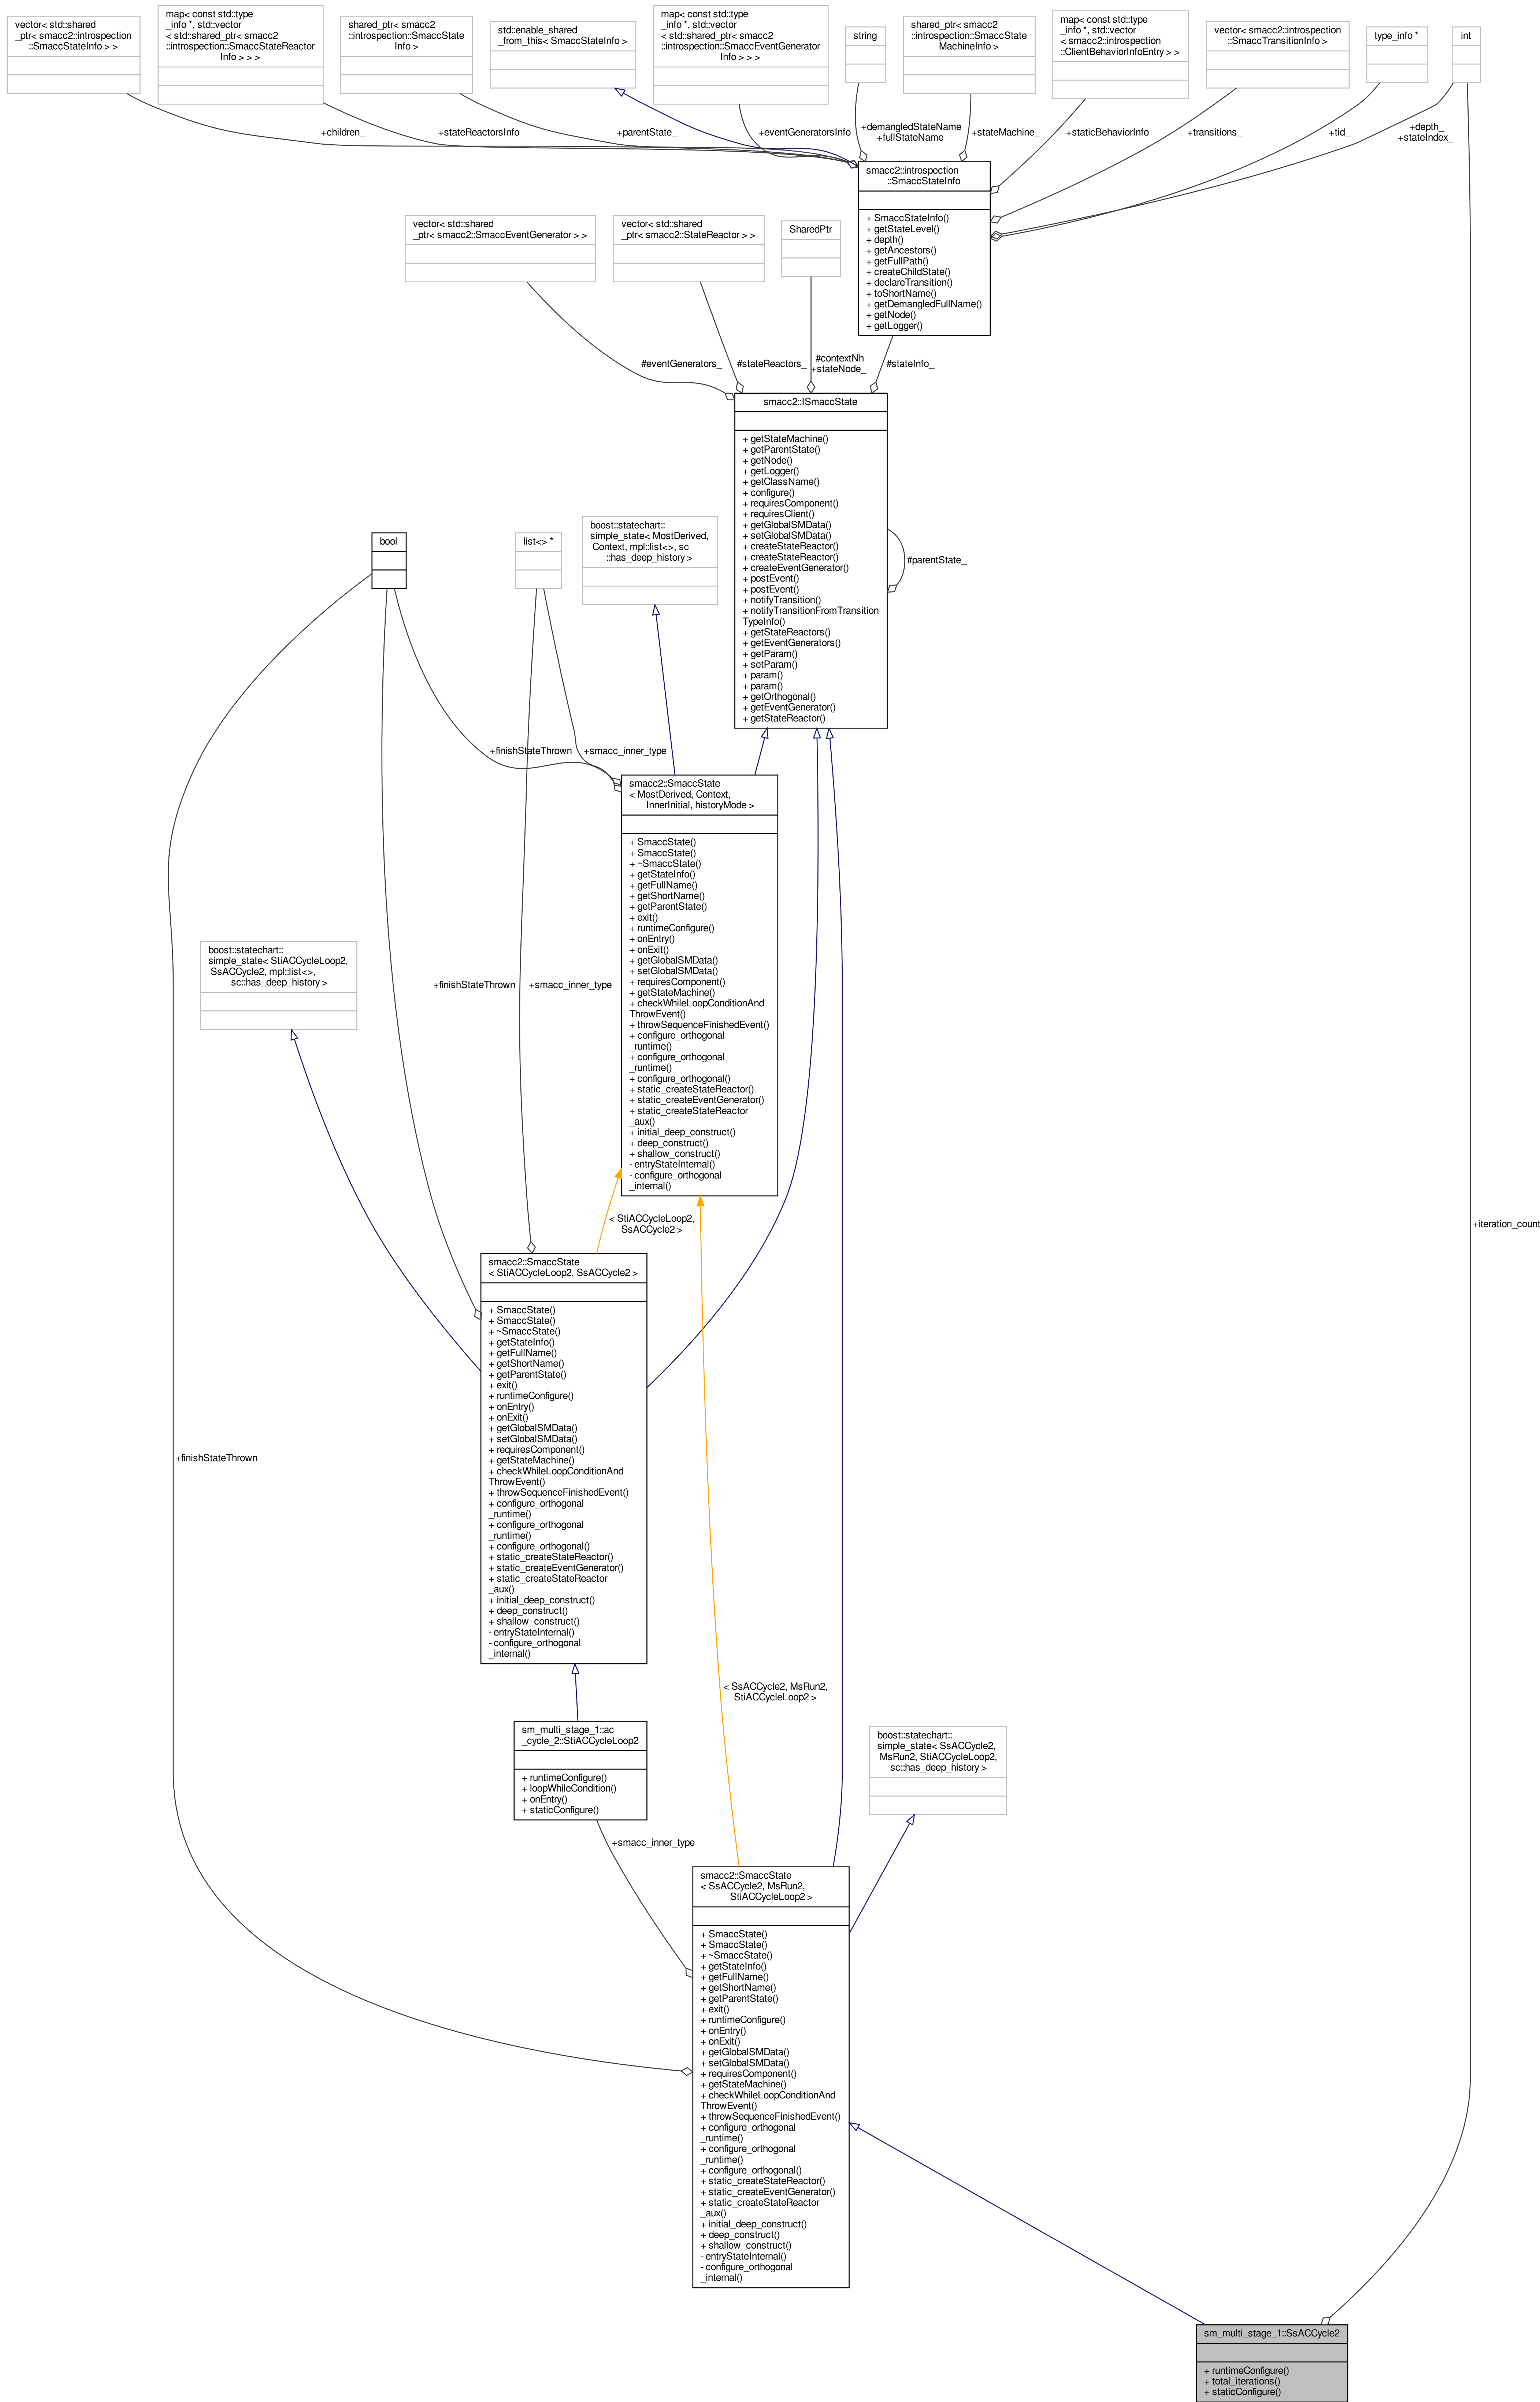 vector< std::shared
_ptr< smacc2::introspection
::SmaccStateInfo > >
map< const std::type
_info *, std::vector
< std::shared_ptr< smacc2
::introspection::SmaccStateReactor
Info > > >
shared_ptr< smacc2
::introspection::SmaccState
Info >
std::enable_shared
_from_this< SmaccStateInfo >
map< const std::type
_info *, std::vector
< std::shared_ptr< smacc2
::introspection::SmaccEventGenerator
Info > > >
string
shared_ptr< smacc2
::introspection::SmaccState
MachineInfo >
map< const std::type
_info *, std::vector
< smacc2::introspection
::ClientBehaviorInfoEntry > >
vector< smacc2::introspection
::SmaccTransitionInfo >
type_info *
int
+children_
+stateReactorsInfo
+parentState_
+eventGeneratorsInfo
+demangledStateName
+fullStateName
+stateMachine_
+staticBehaviorInfo
+transitions_
+tid_
+depth_
+stateIndex_
smacc2::introspection
::SmaccStateInfo
+ SmaccStateInfo()
+ getStateLevel()
+ depth()
+ getAncestors()
+ getFullPath()
+ createChildState()
+ declareTransition()
+ toShortName()
+ getDemangledFullName()
+ getNode()
+ getLogger()
vector< std::shared
_ptr< smacc2::SmaccEventGenerator > >
vector< std::shared
_ptr< smacc2::StateReactor > >
SharedPtr
#eventGenerators_
#stateReactors_
#contextNh
+stateNode_
#stateInfo_
smacc2::ISmaccState
+ getStateMachine()
+ getParentState()
+ getNode()
+ getLogger()
+ getClassName()
+ configure()
+ requiresComponent()
+ requiresClient()
+ getGlobalSMData()
+ setGlobalSMData()
+ createStateReactor()
+ createStateReactor()
+ createEventGenerator()
+ postEvent()
+ postEvent()
+ notifyTransition()
+ notifyTransitionFromTransition
TypeInfo()
+ getStateReactors()
+ getEventGenerators()
+ getParam()
+ setParam()
+ param()
+ param()
+ getOrthogonal()
+ getEventGenerator()
+ getStateReactor()
#parentState_
bool
list<> *
boost::statechart::
simple_state< MostDerived,
Context, mpl::list<>, sc
::has_deep_history >
+finishStateThrown
+smacc_inner_type
smacc2::SmaccState
< MostDerived, Context,
InnerInitial, historyMode >
+ SmaccState()
+ SmaccState()
+ ~SmaccState()
+ getStateInfo()
+ getFullName()
+ getShortName()
+ getParentState()
+ exit()
+ runtimeConfigure()
+ onEntry()
+ onExit()
+ getGlobalSMData()
+ setGlobalSMData()
+ requiresComponent()
+ getStateMachine()
+ checkWhileLoopConditionAnd
ThrowEvent()
+ throwSequenceFinishedEvent()
+ configure_orthogonal
_runtime()
+ configure_orthogonal
_runtime()
+ configure_orthogonal()
+ static_createStateReactor()
+ static_createEventGenerator()
+ static_createStateReactor
_aux()
+ initial_deep_construct()
+ deep_construct()
+ shallow_construct()
- entryStateInternal()
- configure_orthogonal
_internal()
boost::statechart::
simple_state< StiACCycleLoop2,
SsACCycle2, mpl::list<>,
sc::has_deep_history >
+finishStateThrown
+smacc_inner_type
< StiACCycleLoop2,
SsACCycle2 >
+iteration_count
smacc2::SmaccState
< StiACCycleLoop2, SsACCycle2 >
+ SmaccState()
+ SmaccState()
+ ~SmaccState()
+ getStateInfo()
+ getFullName()
+ getShortName()
+ getParentState()
+ exit()
+ runtimeConfigure()
+ onEntry()
+ onExit()
+ getGlobalSMData()
+ setGlobalSMData()
+ requiresComponent()
+ getStateMachine()
+ checkWhileLoopConditionAnd
ThrowEvent()
+ throwSequenceFinishedEvent()
+ configure_orthogonal
_runtime()
+ configure_orthogonal
_runtime()
+ configure_orthogonal()
+ static_createStateReactor()
+ static_createEventGenerator()
+ static_createStateReactor
_aux()
+ initial_deep_construct()
+ deep_construct()
+ shallow_construct()
- entryStateInternal()
- configure_orthogonal
_internal()
+finishStateThrown
< SsACCycle2, MsRun2,
StiACCycleLoop2 >
sm_multi_stage_1::ac
_cycle_2::StiACCycleLoop2
+ runtimeConfigure()
+ loopWhileCondition()
+ onEntry()
+ staticConfigure()
boost::statechart::
simple_state< SsACCycle2,
MsRun2, StiACCycleLoop2,
sc::has_deep_history >
+smacc_inner_type
smacc2::SmaccState
< SsACCycle2, MsRun2,
StiACCycleLoop2 >
+ SmaccState()
+ SmaccState()
+ ~SmaccState()
+ getStateInfo()
+ getFullName()
+ getShortName()
+ getParentState()
+ exit()
+ runtimeConfigure()
+ onEntry()
+ onExit()
+ getGlobalSMData()
+ setGlobalSMData()
+ requiresComponent()
+ getStateMachine()
+ checkWhileLoopConditionAnd
ThrowEvent()
+ throwSequenceFinishedEvent()
+ configure_orthogonal
_runtime()
+ configure_orthogonal
_runtime()
+ configure_orthogonal()
+ static_createStateReactor()
+ static_createEventGenerator()
+ static_createStateReactor
_aux()
+ initial_deep_construct()
+ deep_construct()
+ shallow_construct()
- entryStateInternal()
- configure_orthogonal
_internal()
sm_multi_stage_1::SsACCycle2
+ runtimeConfigure()
+ total_iterations()
+ staticConfigure()